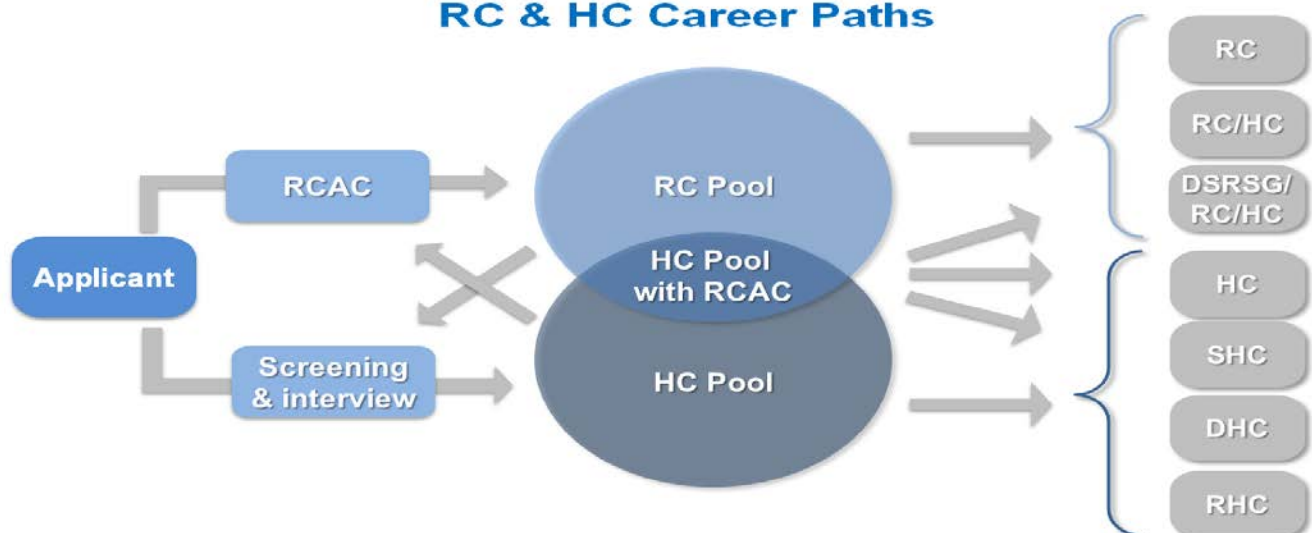 RC & HC Career Paths
RC
RC/HC
DSRSG/
RC/HC
RCAC
RC Pool
Applicant
HC Pool
with RCAC
HC
Screening
& interview
HC Pool
SHC
DHC
RHC